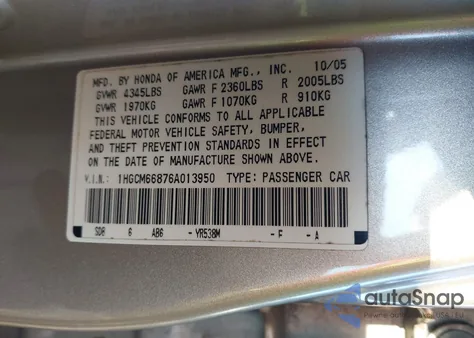 MFD. BY HONDA OF AMERICA MFG., INC. 10/05
GVWR 4345LBS GAWR F 2360LBS R 2005LBS
GVWR 1970KG GAWR F 1070KG R 910KG
THIS VEHICLE CONFORMS TO ALL APPLICABLE
FEDERAL MOTOR VEHICLE SAFETY, BUMPER,
AND THEFT PREVENTION STANDARDS IN EFFECT
ON THE DATE OF MANUFACTURE SHOWN ABOVE.
V.I.N: 1HGCM66876A013950 TYPE: PASSENGER CAR
SD8 6 AB6 - YR538M - F - A
autoSnap